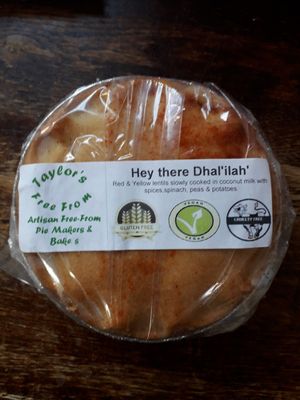 Taylor's
Free From
Artisan Free-From
Pie Makers &
Bake s
Hey there Dhal'ilah'
Red & Yellow lentils slowly cooked in coconut milk with
spices,spinach, peas & potatoes.
GLUTEN FREE
VEGAN
VEGAN
CRUELTY FREE